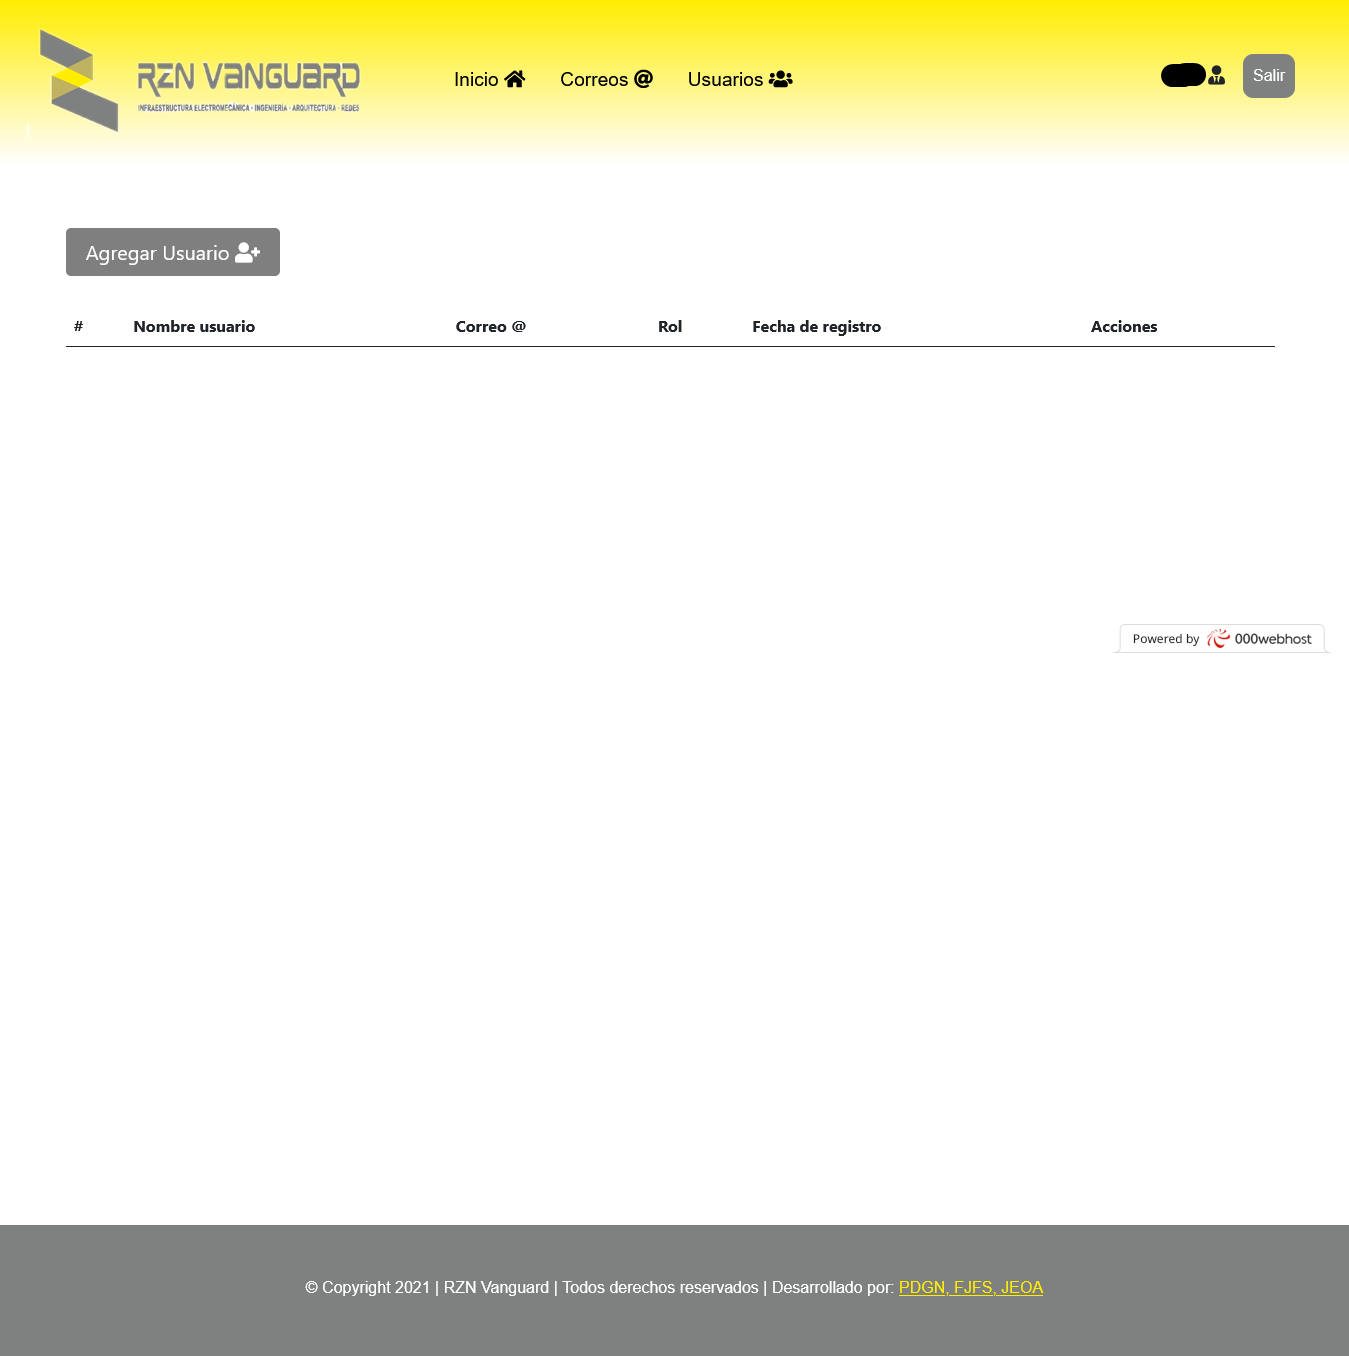 RZN VANGUARD
INFRAESTRUCTURA ELECTROMECÁNICA - INGENIERÍA - ARQUITECTURA - REDES
Inicio
Correos @
Usuarios
Salir
Agregar Usuario
# Nombre usuario Correo @ Rol Fecha de registro Acciones
Powered by 000webhost
© Copyright 2021 | RZN Vanguard | Todos derechos reservados | Desarrollado por: PDGN, FJFS, JEOA